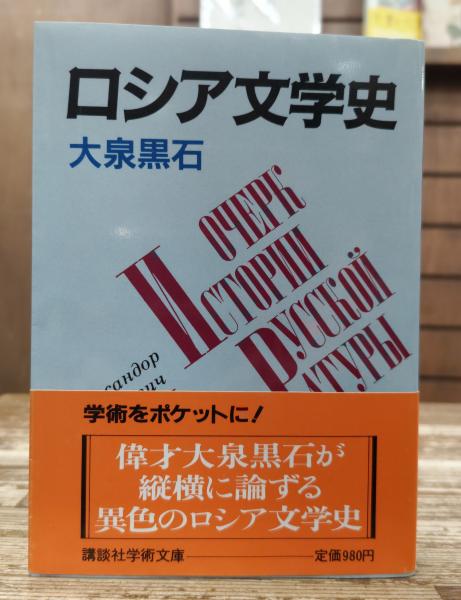 ロシア文学史
大泉黒石
ОЧЕРК
ИСТОРИИ
РУССКОЙ
学術をポケットに!
偉才大泉黒石が
縦横に論ずる
異色のロシア文学史
講談社学術文庫
定価980円